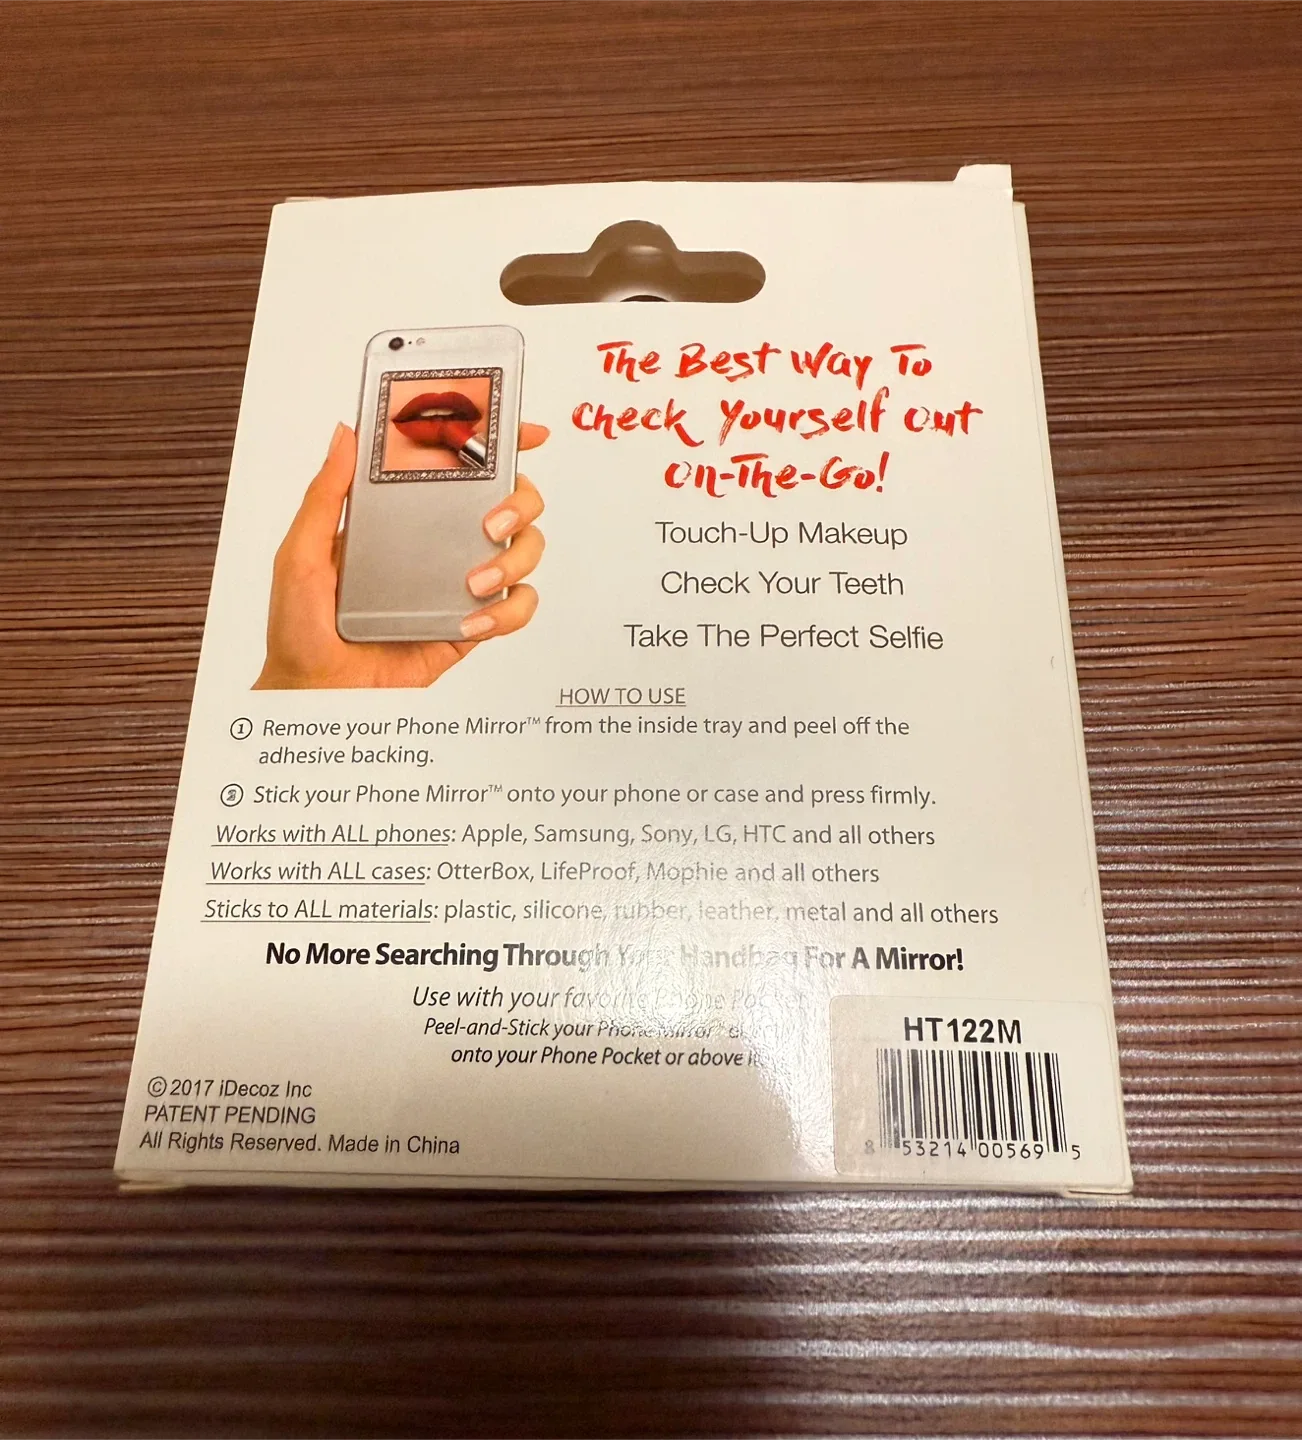 The Best Way To
Check Yourself Out
On-The-Go!
Touch-Up Makeup
Check Your Teeth
Take The Perfect Selfie
HOW TO USE
① Remove your Phone Mirror™ from the inside tray and peel off the
adhesive backing.
② Stick your Phone Mirror™ onto your phone or case and press firmly.
Works with ALL phones: Apple, Samsung, Sony, LG, HTC and all others
Works with ALL cases: OtterBox, LifeProof, Mophie and all others
Sticks to ALL materials: plastic, silicone, rubber, leather, metal and all others
No More Searching Through Your Handbag For A Mirror!
Use with your favorite Phone Pocket
Peel-and-Stick your Phone Mirror
onto your Phone Pocket or above it
HT122M
8 53214 00569 5
© 2017 iDecoz Inc
PATENT PENDING
All Rights Reserved. Made in China